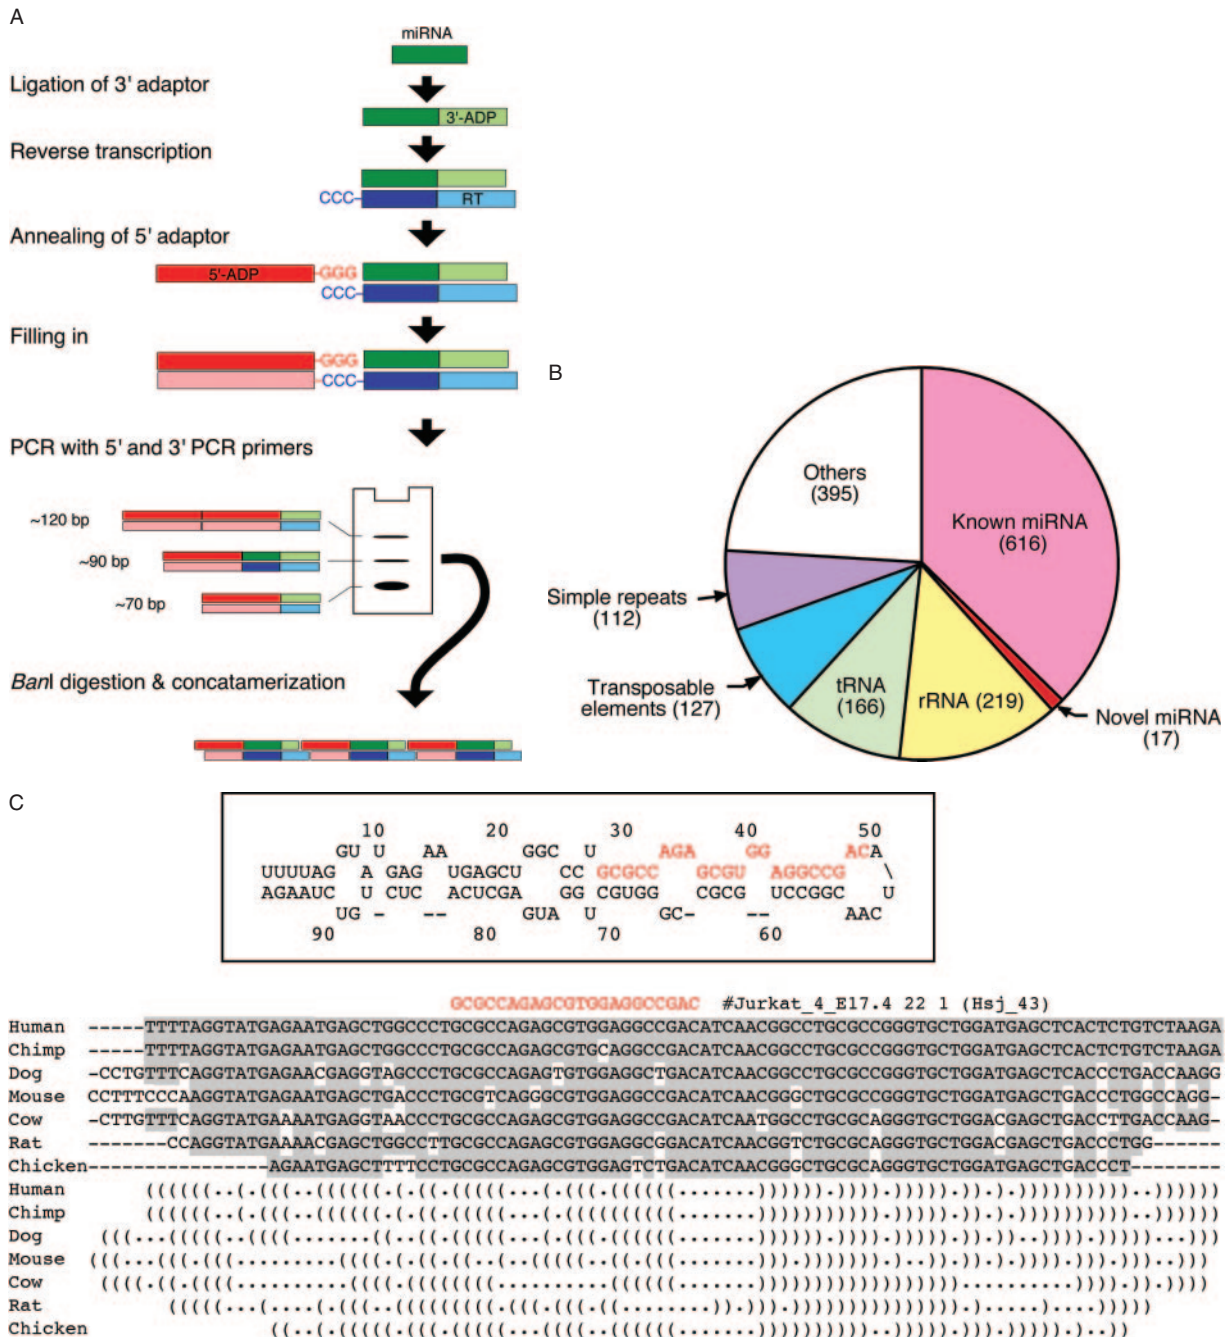 A
miRNA
Ligation of 3' adaptor
3'-ADP
Reverse transcription
CCC- RT
Annealing of 5' adaptor
5'-ADP -GGG
CCC-
Filling in
-GGG
-CCC-
PCR with 5' and 3' PCR primers
~120 bp
~90 bp
~70 bp
BanI digestion & concatamerization
B
Others
(395)
Known miRNA
(616)
Simple repeats
(112)
Transposable
elements (127)
tRNA
(166)
rRNA (219)
Novel miRNA
(17)
C
10 20 30 40 50
GU U AA GGC U AGA GG ACA
UUUUAG A GAG UGAGCU CC GCGCC GCGU AGGCCG \
AGAAUC U CUC ACUCGA GG CGUGG CGCG UCCGGC U
UG - -- GUA U GC- -- AAC
90 80 70 60
GCGCCAGAGCGTGGAGGCCGAC #Jurkat_4_E17.4 22 1 (Hsj_43)
Human -----TTTTAGGTATGAGAATGAGCTGGCCCTGCGCCAGAGCGTGGAGGCCGACATCAACGGCCTGCGCCGGGTGCTGGATGAGCTCACTCTGTCTAAGA
Chimp -----TTTTAGGTATGAGAATGAGCTGGCCCTGCGCCAGAGCGTGCAGGCCGACATCAACGGCCTGCGCCGGGTGCTGGATGAGCTCACTCTGTCTAAGA
Dog -CCTGTTTCAGGTATGAGAACGAGGTAGCCCTGCGCCAGAGTGTGGAGGCTGACATCAACGGCCTGCGCCGGGTGCTGGATGAGCTCACCCTGACCAAGG
Mouse CCTTTCCCAAGGTATGAGAATGAGCTGACCCTGCGTCAGGGCGTGGAGGCCGACATCAACGGGCTGCGCCGGGTGCTGGATGAGCTGACCCTGGCCAGG-
Cow -CTTGTTTCAGGTATGAAAATGAGGTAACCCTGCGCCAGAGCGTGGAGGCCGACATCAATGGCCTGCGCAGGGTGCTGGACGAGCTGACCTTGACCAAG-
Rat -------CCAGGTATGAAAACGAGCTGGCCTTGCGCCAGAGCGTGGAGGCGGACATCAACGGTCTGCGCAGGGTGCTGGACGAGCTGACCCTGG------
Chicken----------------AGAATGAGCTTTTCCTGCGCCAGAGCGTGGAGTCTGACATCAACGGGCTGCGCAGGGTGCTGGATGAGCTGACCCT--------
Human
Chimp
Dog
Mouse
Cow
Rat
Chicken